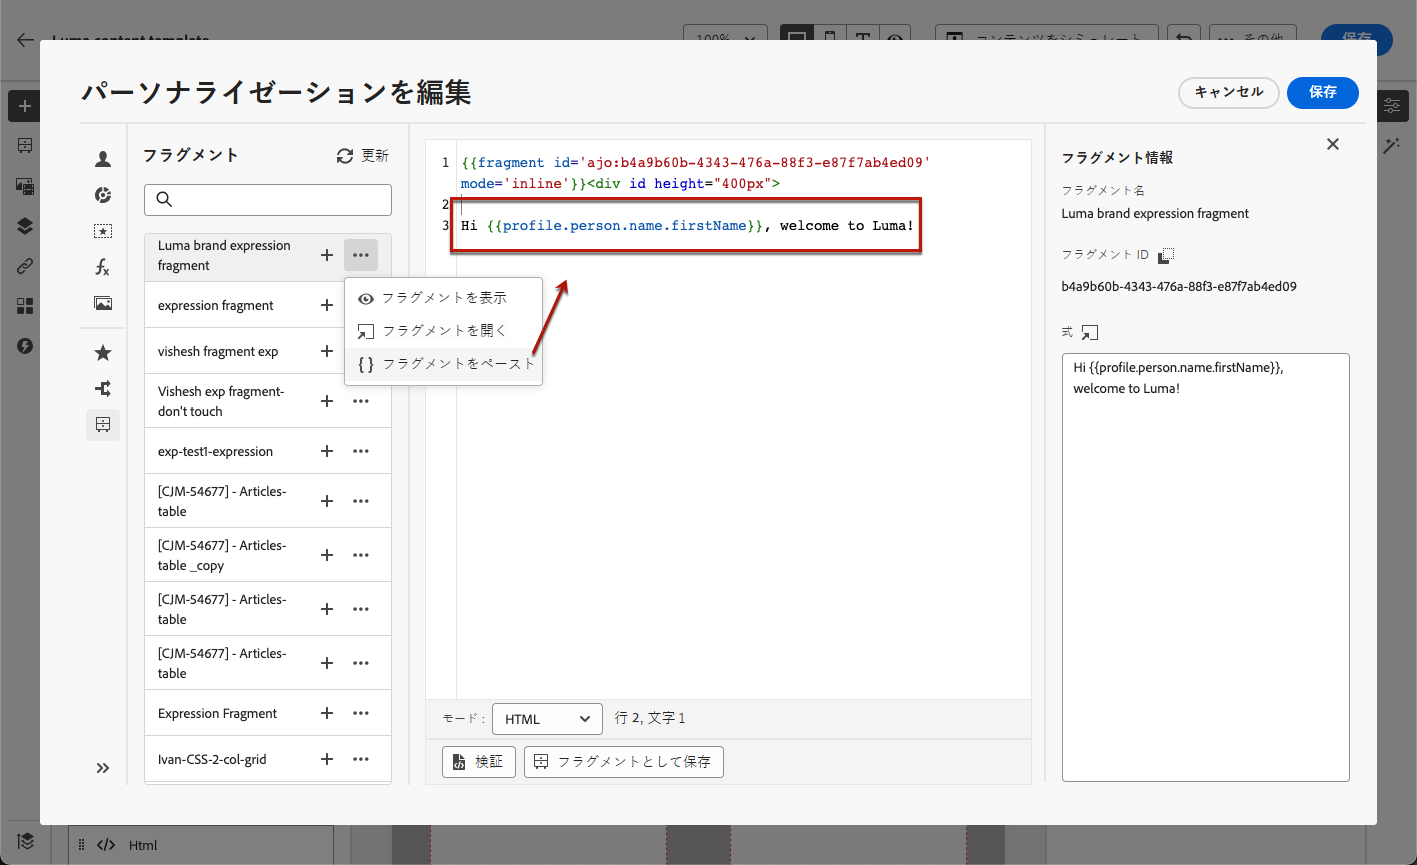 Luma content template
100%
コンテンツをシミュレート
その他
保存
パーソナライゼーションを編集
キャンセル
保存
フラグメント
更新
Luma brand expression
fragment
expression fragment
vishesh fragment exp
Vishesh exp fragment-
don't touch
exp-test1-expression
[CJM-54677] - Articles-
table
[CJM-54677] - Articles-
table _copy
[CJM-54677] - Articles-
table
[CJM-54677] - Articles-
table
Expression Fragment
Ivan-CSS-2-col-grid
フラグメントを表示
フラグメントを開く
フラグメントをペースト
1 {{fragment id='ajo:b4a9b60b-4343-476a-88f3-e87f7ab4ed09'
mode='inline'}}<div id height="400px">
2
3 Hi {{profile.person.name.firstName}}, welcome to Luma!
モード : HTML 行 2, 文字 1
検証
フラグメントとして保存
フラグメント情報
フラグメント名
Luma brand expression fragment
フラグメント ID
b4a9b60b-4343-476a-88f3-e87f7ab4ed09
式
Hi {{profile.person.name.firstName}},
welcome to Luma!
Html